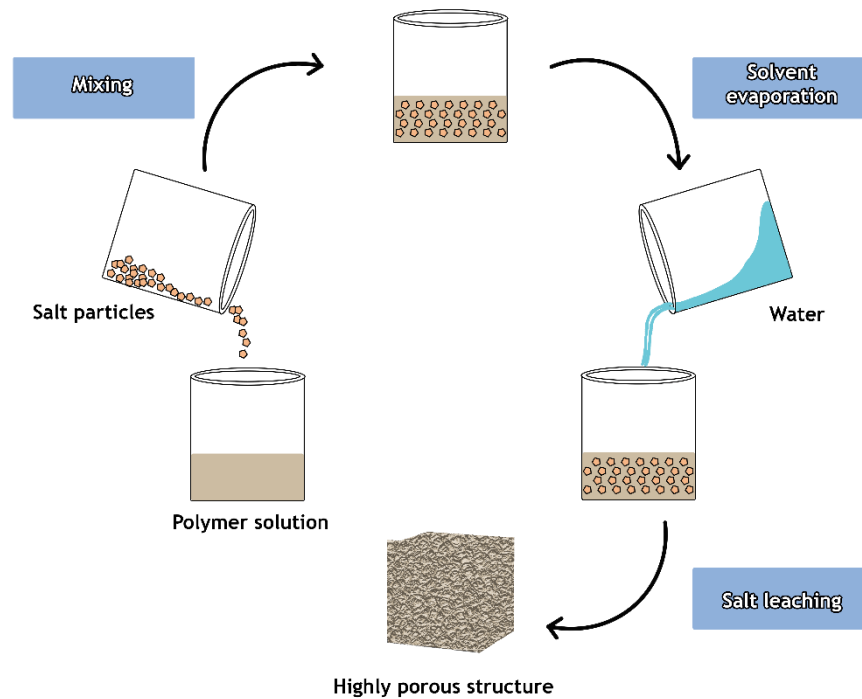 Mixing
Solvent
evaporation
Salt particles
Water
Polymer solution
Salt leaching
Highly porous structure